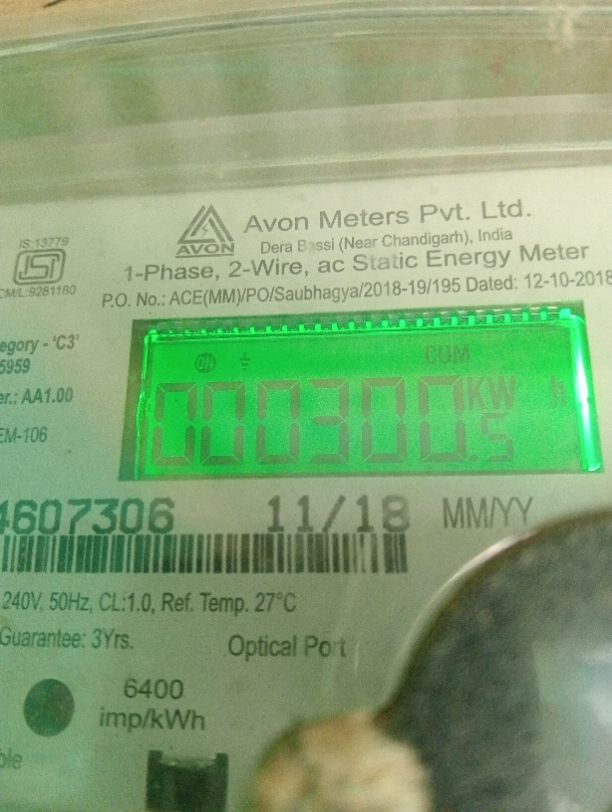 Avon Meters Pvt. Ltd.
AVON
Dera Bassi (Near Chandigarh), India
IS:13779
ISI
CM/L:9281180
1-Phase, 2-Wire, ac Static Energy Meter
P.O. No.: ACE(MM)/PO/Saubhagya/2018-19/195 Dated: 12-10-2018
egory - 'C3'
5959
er.: AA1.00
EM-106
ON CUM
000300.5 KW h
4607306 11/18 MM/YY
240V, 50Hz, CL:1.0, Ref. Temp. 27°C
Guarantee: 3Yrs.
Optical Port
6400
imp/kWh
ble